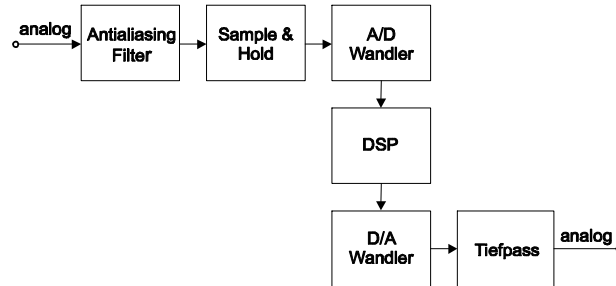 analog
Antialiasing
Filter
Sample &
Hold
A/D
Wandler
DSP
D/A
Wandler
Tiefpass
analog